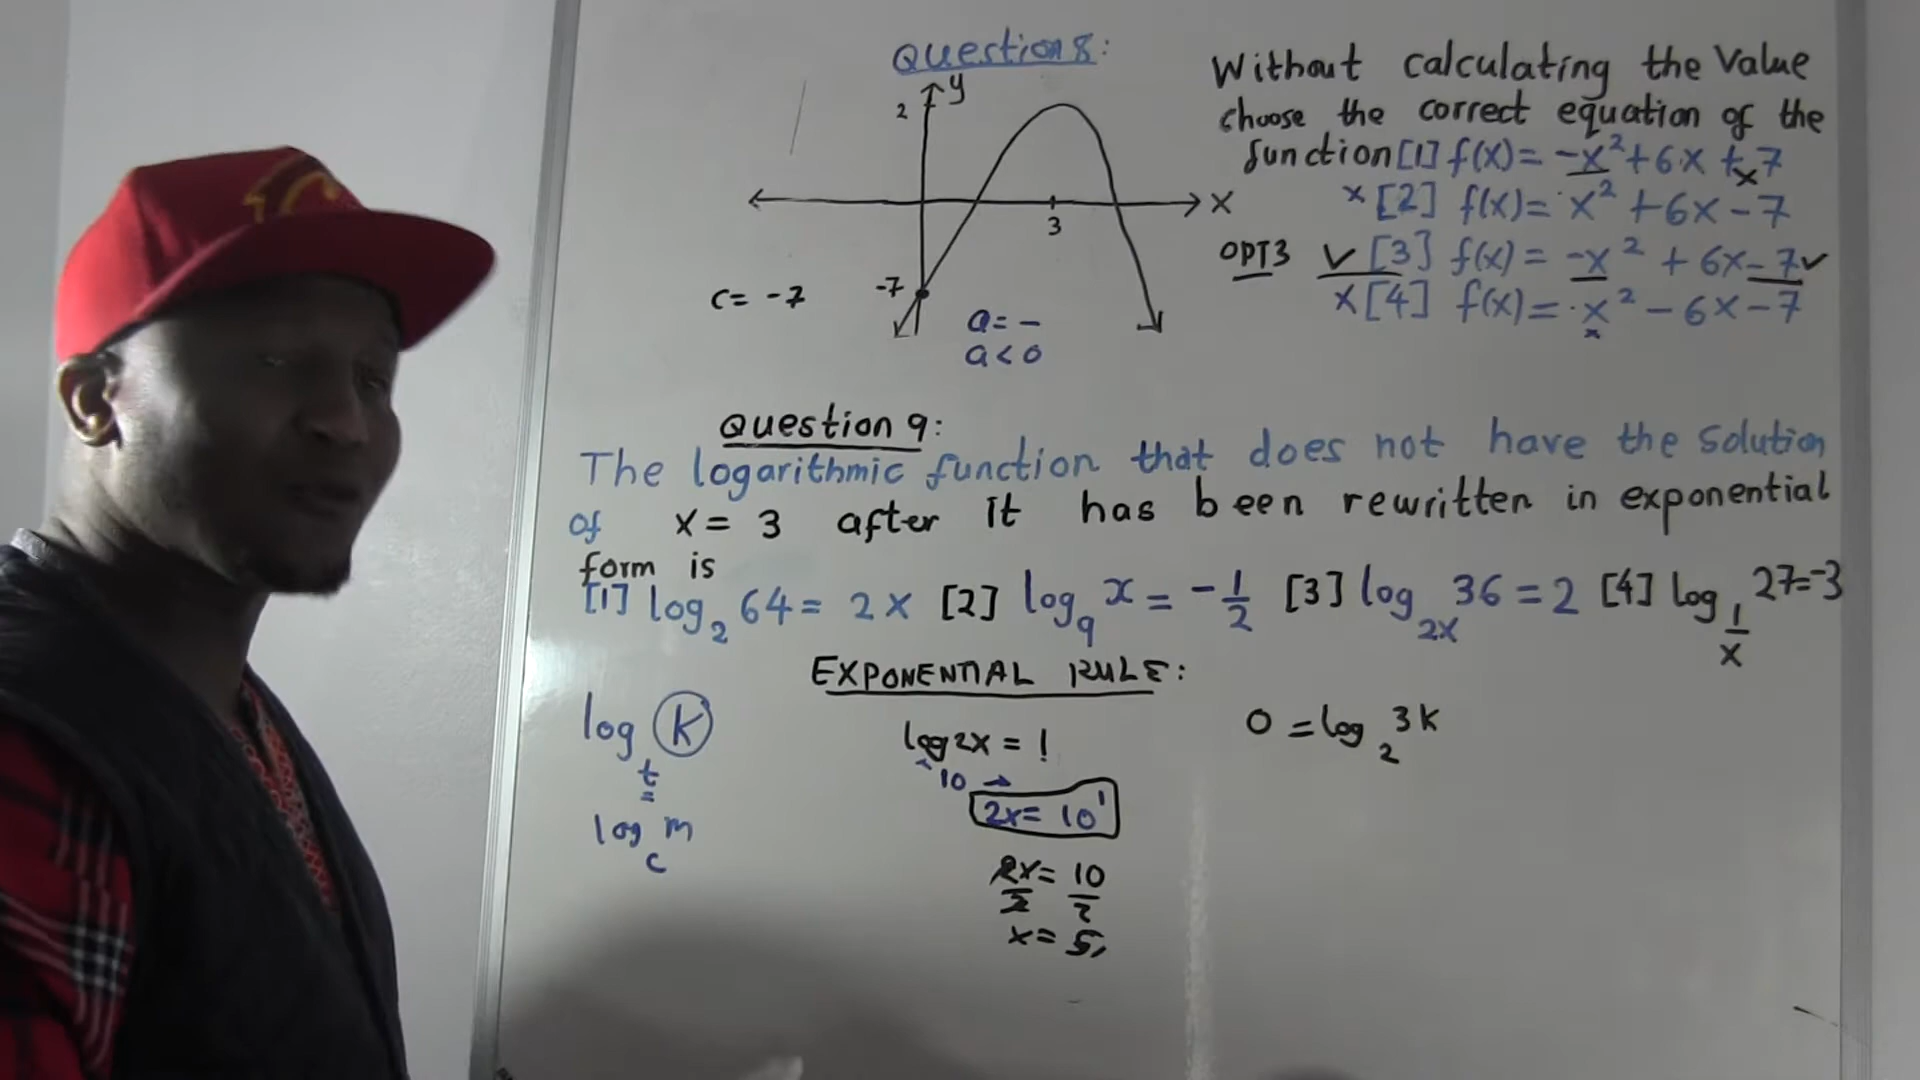 Question 8:
y
2
x
3
-7
c = -7
a = -
a < 0
Without calculating the Value
choose the correct equation of the
function [1] f(x) = -x² + 6x + 7
x
x [2] f(x) = x² + 6x - 7
OPT3 ✓ [3] f(x) = -x² + 6x - 7 ✓
x [4] f(x) = x² - 6x - 7
x
Question 9:
The logarithmic function that does not have the solution
of x = 3 after it has been rewritten in exponential
form is
[1] log₂ 64 = 2x [2] log₉ x = -1/2 [3] log₂ₓ 36 = 2 [4] log_{1/x} 27 = -3
EXPONENTIAL RULE:
log_t k
=
log_c m
log 2x = 1
10 →
2x = 10¹
2x/2 = 10/2
x = 5
0 = log₂ 3k